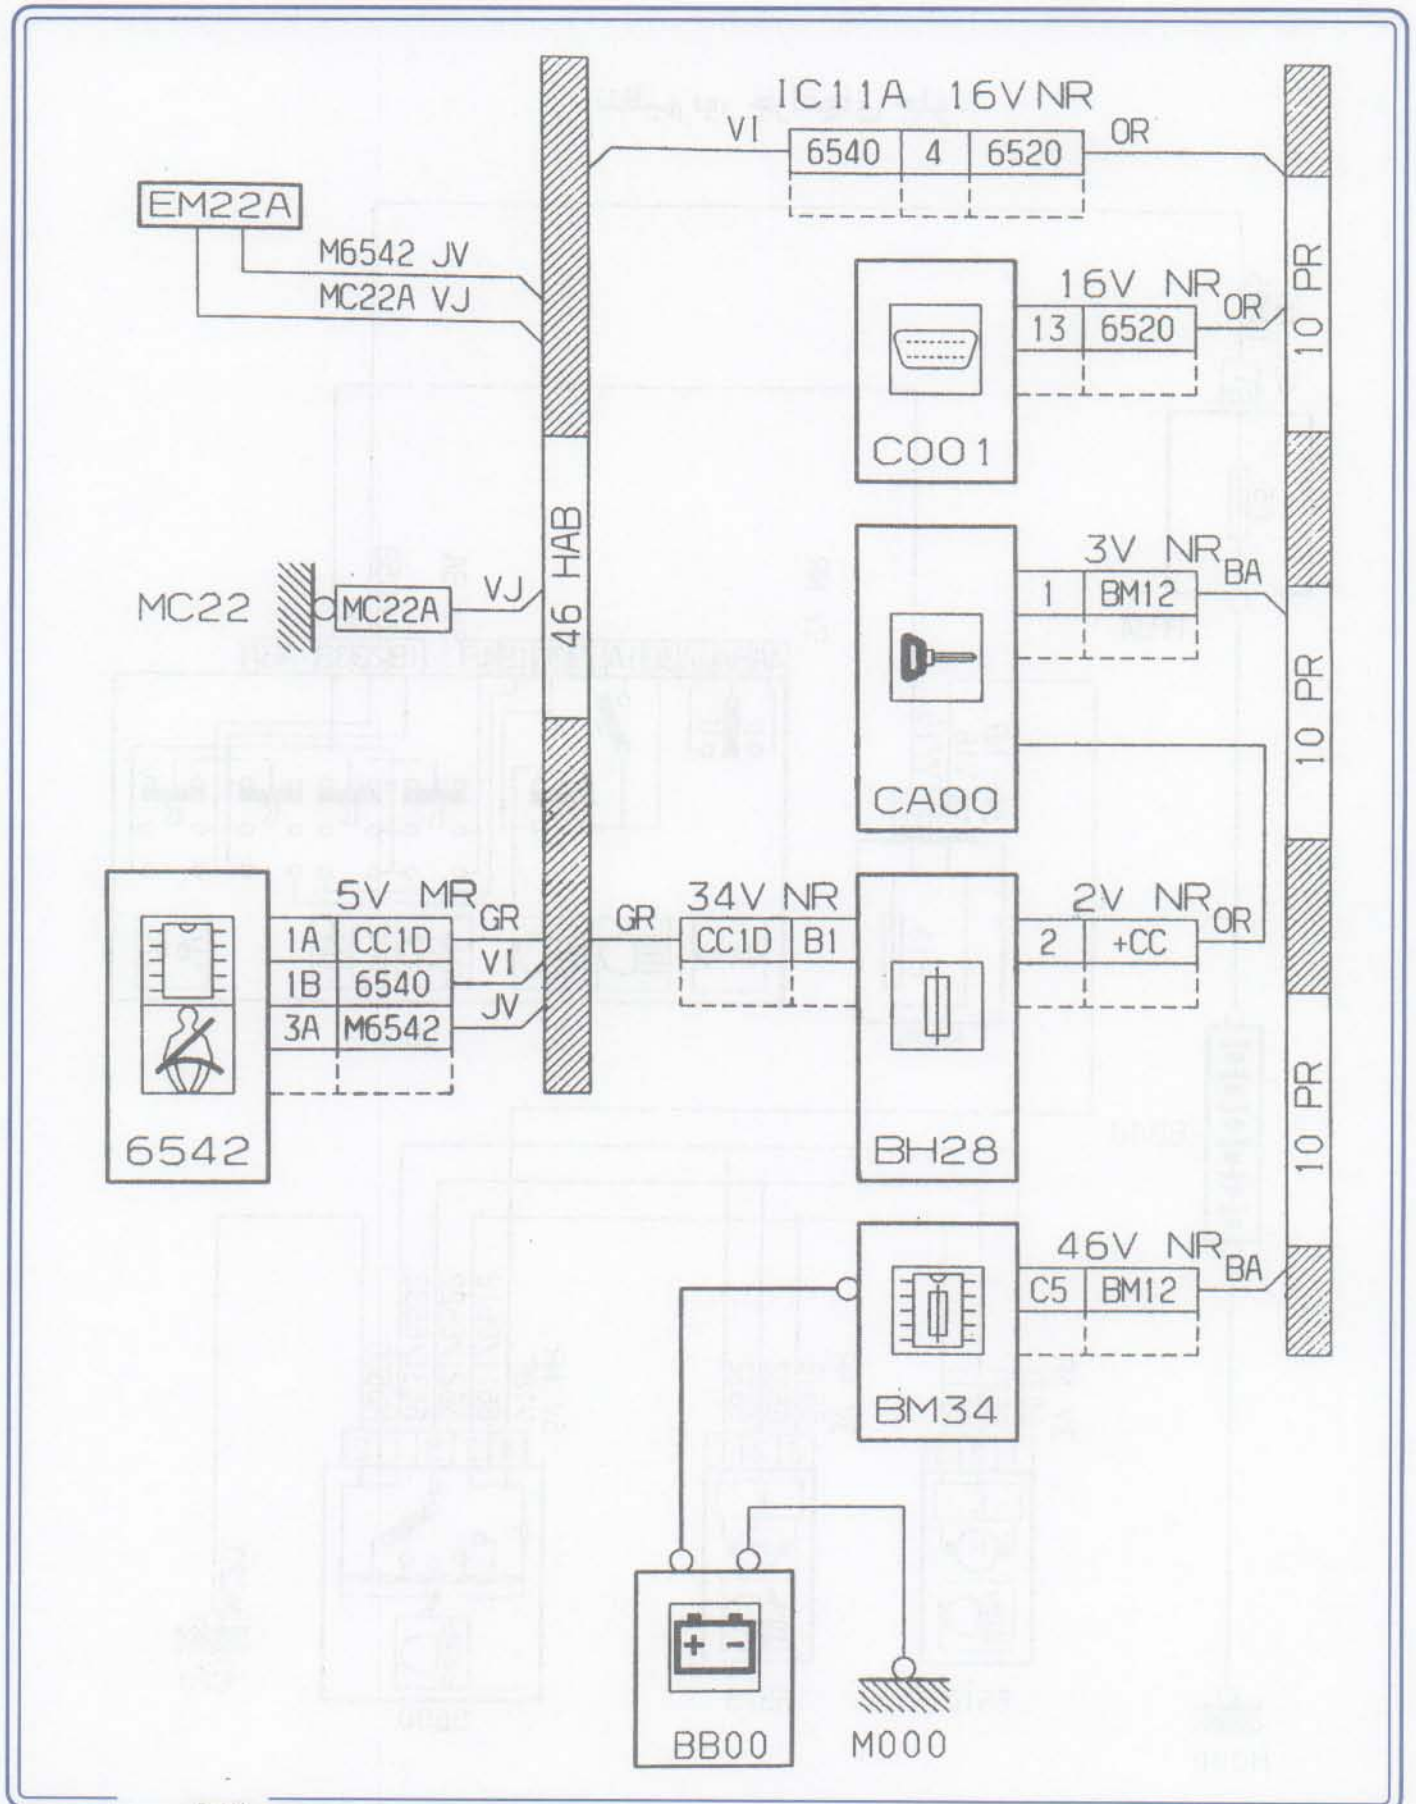 IC11A 16V NR
VI 6540 4 6520 OR
EM22A
M6542 JV
MC22A VJ
10 PR
16V NR
13 6520 OR
C001
46 HAB
3V NR
1 BM12 BA
MC22 MC22A VJ
10 PR
CA00
5V MR
1A CC1D GR
1B 6540 VI
3A M6542 JV
6542
34V NR
GR CC1D B1
2V NR
2 +CC OR
BH28
10 PR
46V NR
C5 BM12 BA
BM34
+ -
BB00
M000